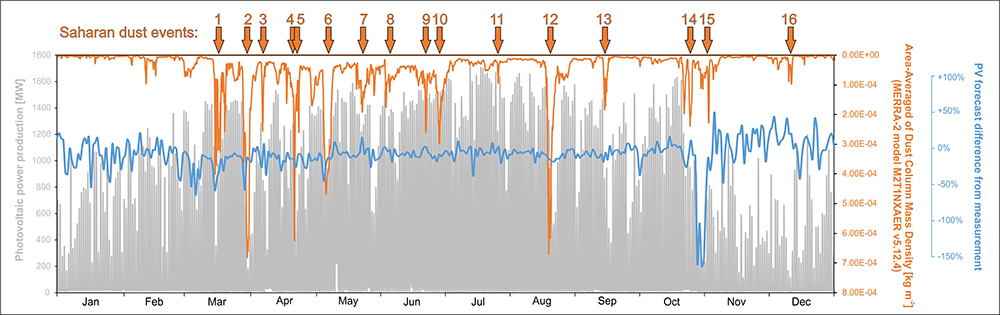 Saharan dust events:
1 2 3 4 5 6 7 8 9 10 11 12 13 14 15 16
Photovoltaic power production [MW]
1800
1600
1400
1200
1000
800
600
400
200
0
Jan Feb Mar Apr May Jun Jul Aug Sep Oct Nov Dec
0.00E+00
1.00E-04
2.00E-04
3.00E-04
4.00E-04
5.00E-04
6.00E-04
7.00E-04
8.00E-04
Area-Averaged of Dust Column Mass Density [kg m⁻²]
(MERRA-2 model M2T1NXAER v5.12.4)
+100%
+50%
0%
-50%
-100%
-150%
PV forecast difference from measurement